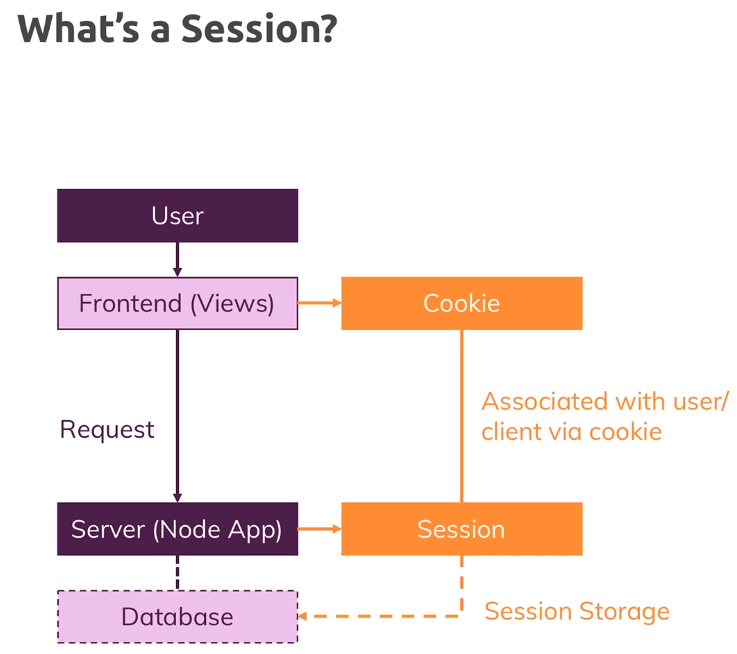 What's a Session?
User
Frontend (Views)
Cookie
Request
Associated with user/
client via cookie
Server (Node App)
Session
Database
Session Storage